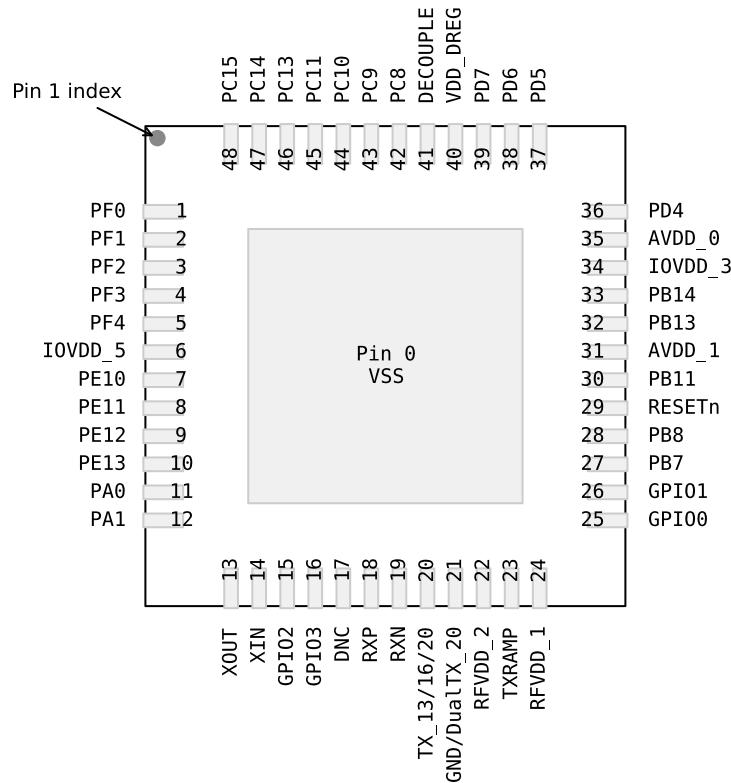 PC15 PC14 PC13 PC11 PC10 PC9 PC8 DECOUPLE VDD_DREG PD7 PD6 PD5
Pin 1 index
48 47 46 45 44 43 42 41 40 39 38 37
PF0 1 36 PD4
PF1 2 35 AVDD_0
PF2 3 34 IOVDD_3
PF3 4 33 PB14
PF4 5 32 PB13
IOVDD_5 6 31 AVDD_1
PE10 7 30 PB11
PE11 8 29 RESETn
PE12 9 28 PB8
PE13 10 27 PB7
PA0 11 26 GPIO1
PA1 12 25 GPIO0
Pin 0
VSS
13 14 15 16 17 18 19 20 21 22 23 24
XOUT XIN GPIO2 GPIO3 DNC RXP RXN TX_13/16/20 GND/DualTX_20 RFVDD_2 TXRAMP RFVDD_1